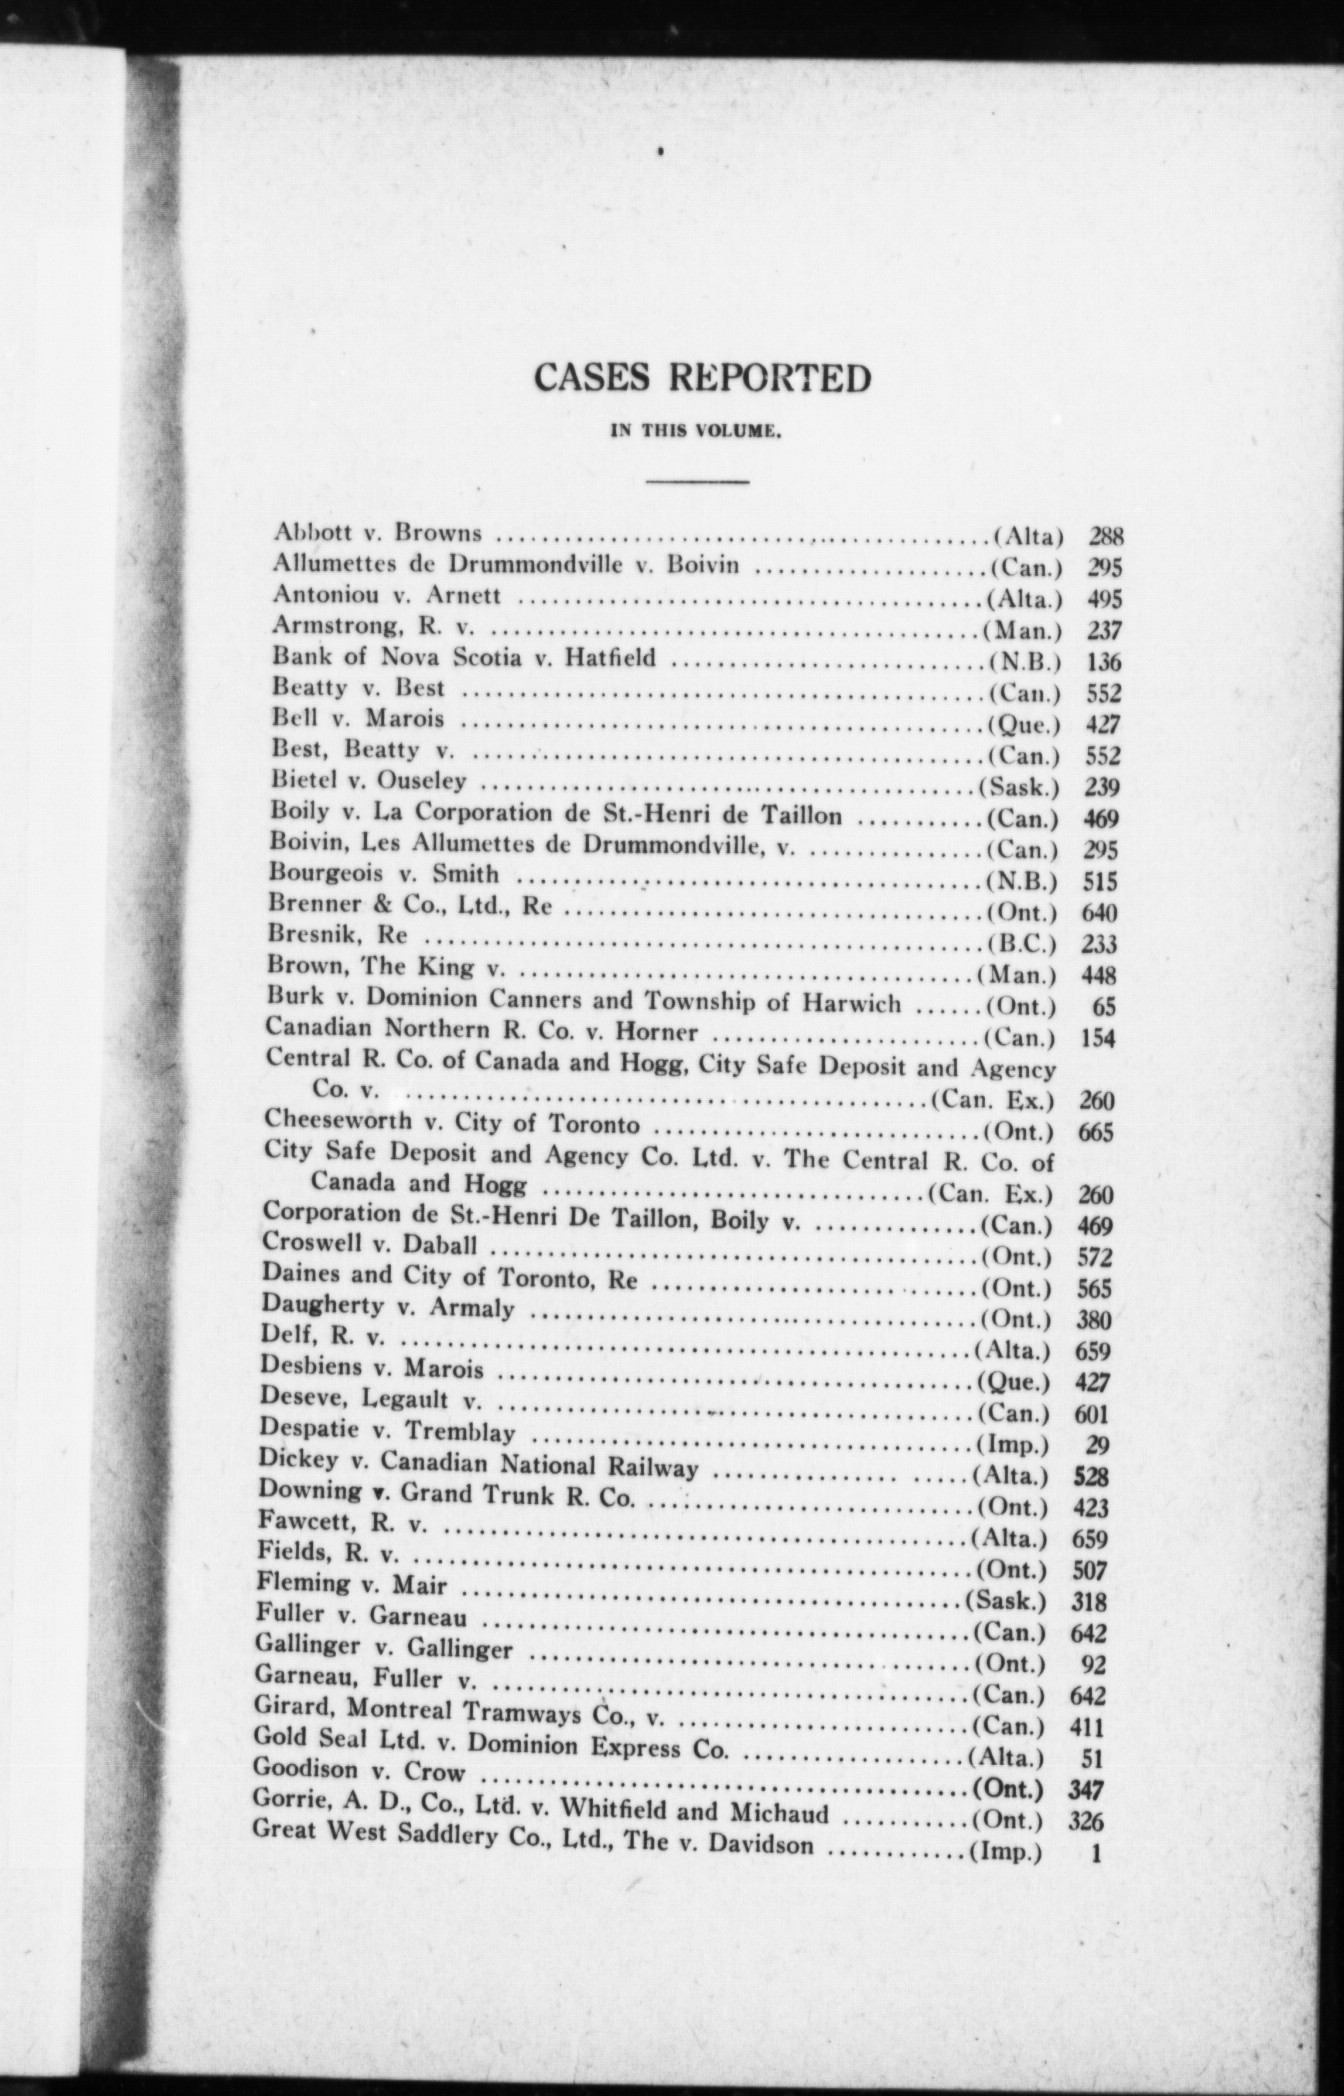 CASES REPORTED
IN THIS VOLUME.
Abbott v. Browns ............................................(Alta) 288
Allumettes de Drummondville v. Boivin .....................(Can.) 295
Antoniou v. Arnett .........................................(Alta.) 495
Armstrong, R. v. ...........................................(Man.) 237
Bank of Nova Scotia v. Hatfield ............................(N.B.) 136
Beatty v. Best ..............................................(Can.) 552
Bell v. Marois ..............................................(Que.) 427
Best, Beatty v. .............................................(Can.) 552
Bietel v. Ouseley ...........................................(Sask.) 239
Boily v. La Corporation de St.-Henri de Taillon ...........(Can.) 469
Boivin, Les Allumettes de Drummondville, v. ...............(Can.) 295
Bourgeois v. Smith .........................................(N.B.) 515
Brenner & Co., Ltd., Re .....................................(Ont.) 640
Bresnik, Re .................................................(B.C.) 233
Brown, The King v. ........................................(Man.) 448
Burk v. Dominion Canners and Township of Harwich ......(Ont.) 65
Canadian Northern R. Co. v. Horner .......................(Can.) 154
Central R. Co. of Canada and Hogg, City Safe Deposit and Agency
Co. v. ..............................................(Can. Ex.) 260
Cheeseworth v. City of Toronto ............................(Ont.) 665
City Safe Deposit and Agency Co. Ltd. v. The Central R. Co. of
Canada and Hogg .................................(Can. Ex.) 260
Corporation de St.-Henri De Taillon, Boily v. ..............(Can.) 469
Croswell v. Daball ..........................................(Ont.) 572
Daines and City of Toronto, Re ............................(Ont.) 565
Daugherty v. Armaly .......................................(Ont.) 380
Delf, R. v. .................................................(Alta.) 659
Desbiens v. Marois .........................................(Que.) 427
Deseve, Legault v. .........................................(Can.) 601
Despatie v. Tremblay ......................................(Imp.) 29
Dickey v. Canadian National Railway ................ .....(Alta.) 528
Downing v. Grand Trunk R. Co. ............................(Ont.) 423
Fawcett, R. v. .............................................(Alta.) 659
Fields, R. v. ................................................(Ont.) 507
Fleming v. Mair ...........................................(Sask.) 318
Fuller v. Garneau ..........................................(Can.) 642
Gallinger v. Gallinger ......................................(Ont.) 92
Garneau, Fuller v. .........................................(Can.) 642
Girard, Montreal Tramways Co., v. .........................(Can.) 411
Gold Seal Ltd. v. Dominion Express Co. ...................(Alta.) 51
Goodison v. Crow ..........................................(Ont.) 347
Gorrie, A. D., Co., Ltd. v. Whitfield and Michaud ...........(Ont.) 326
Great West Saddlery Co., Ltd., The v. Davidson ............(Imp.) 1